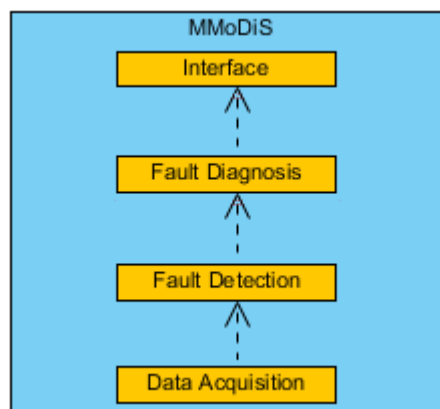 MMoDiS
Interface
Fault Diagnosis
Fault Detection
Data Acquisition